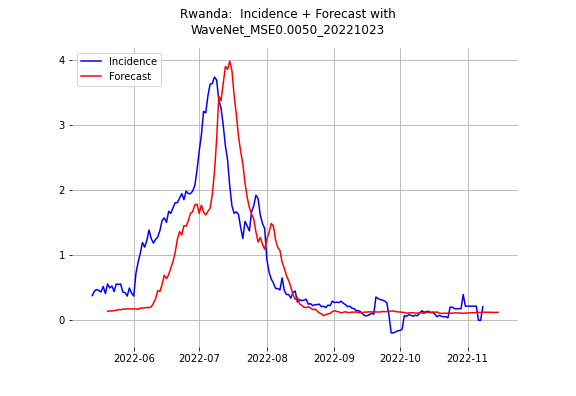 Rwanda:  Incidence + Forecast with
WaveNet_MSE0.0050_20221023
Incidence
Forecast
4
3
2
1
0
2022-06
2022-07
2022-08
2022-09
2022-10
2022-11